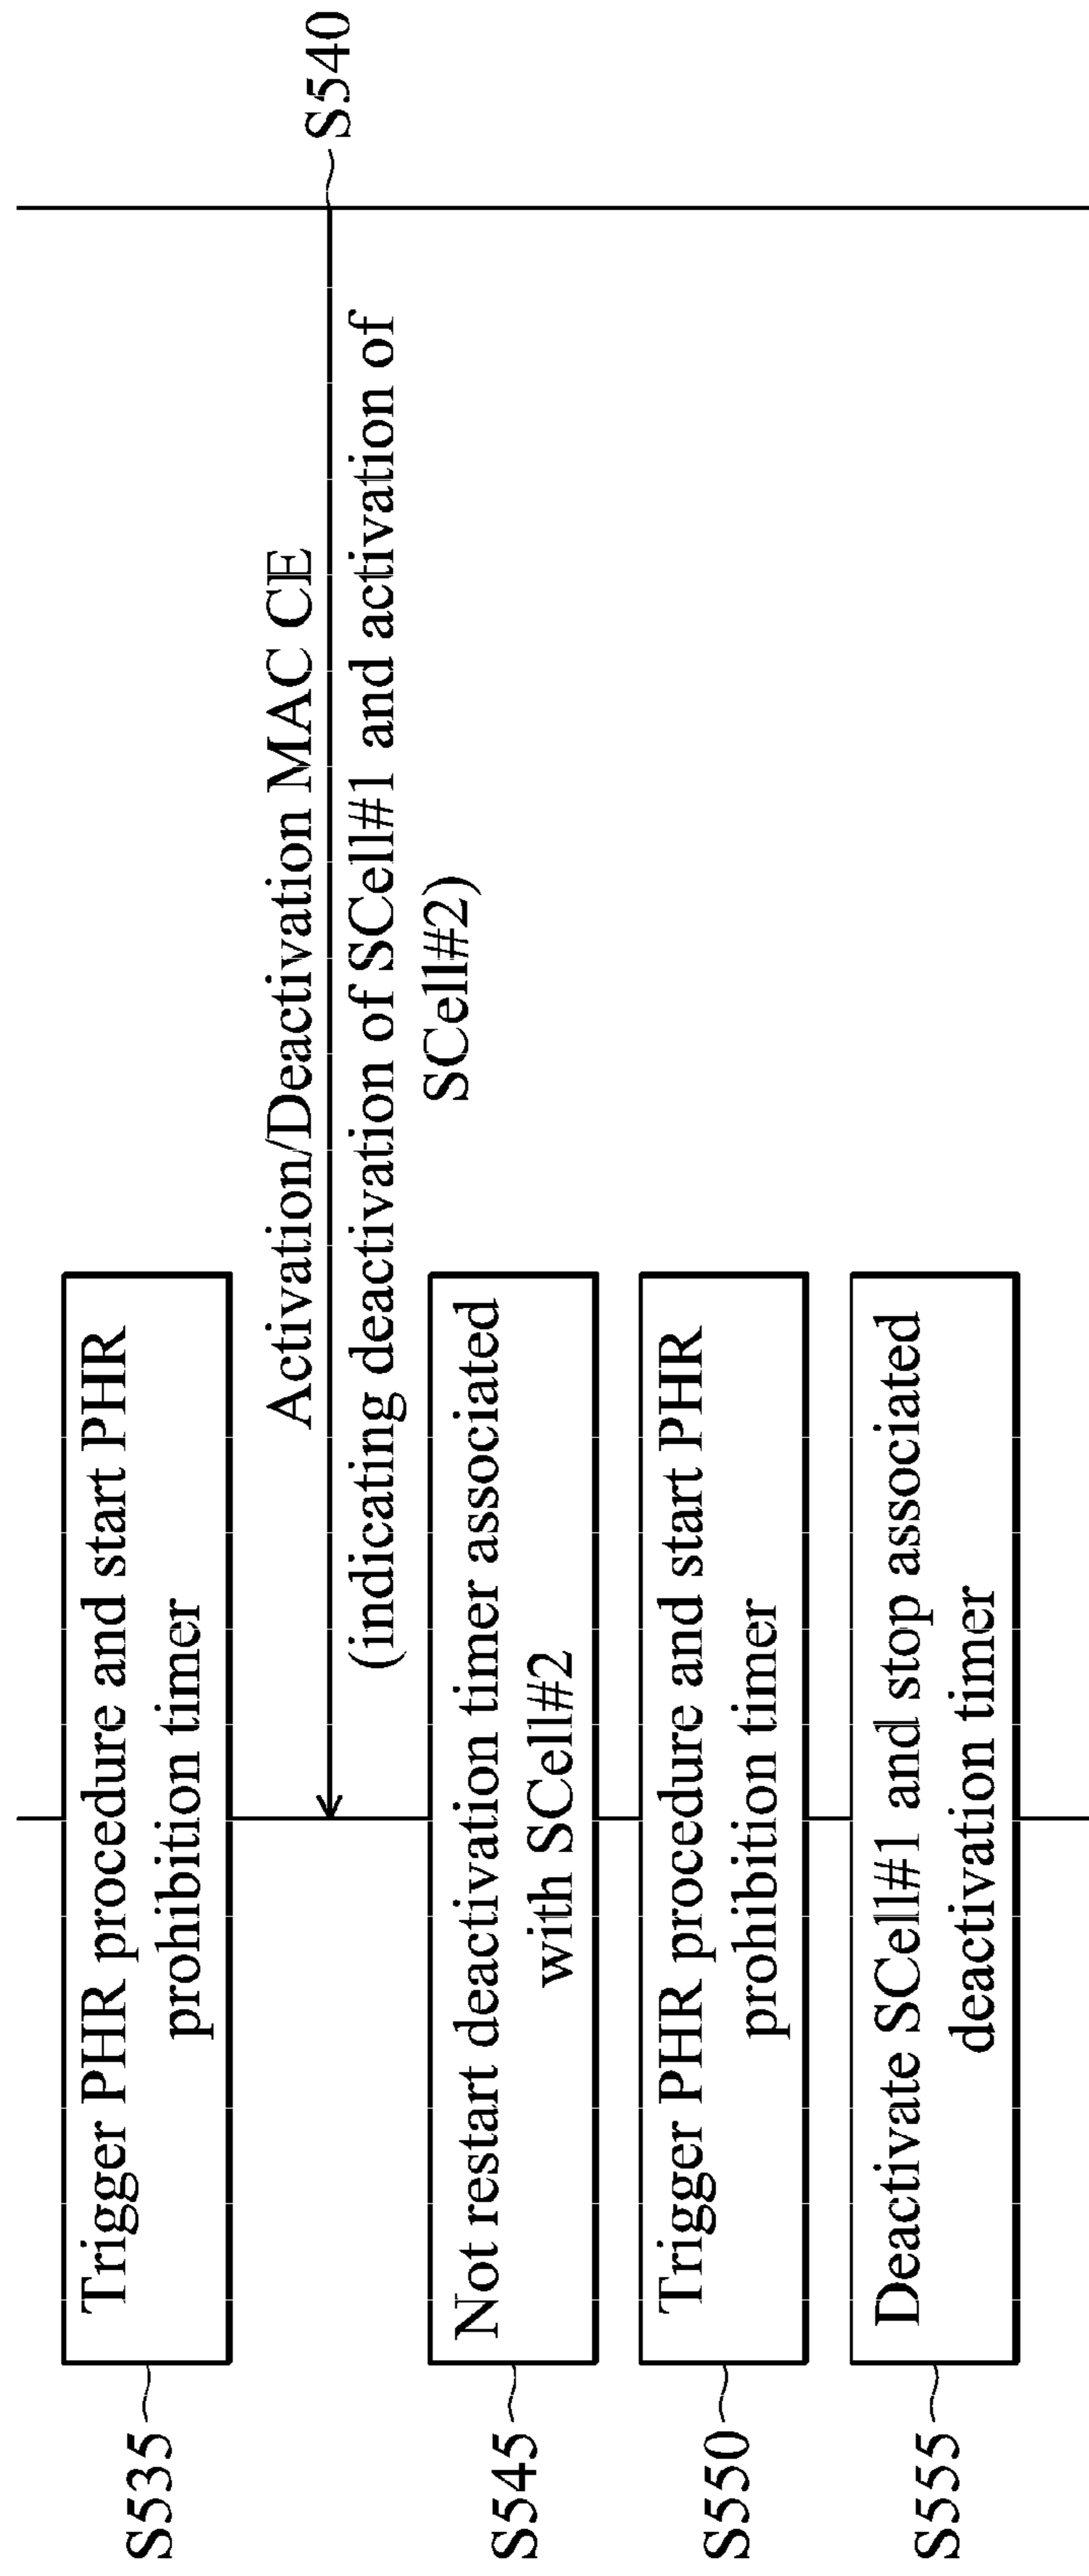 S535
Trigger PHR procedure and start PHR
prohibition timer
Activation/Deactivation MAC CE
S540
(indicating deactivation of SCell#1 and activation of
SCell#2)
S545
Not restart deactivation timer associated
with SCell#2
S550
Trigger PHR procedure and start PHR
prohibition timer
S555
Deactivate SCell#1 and stop associated
deactivation timer